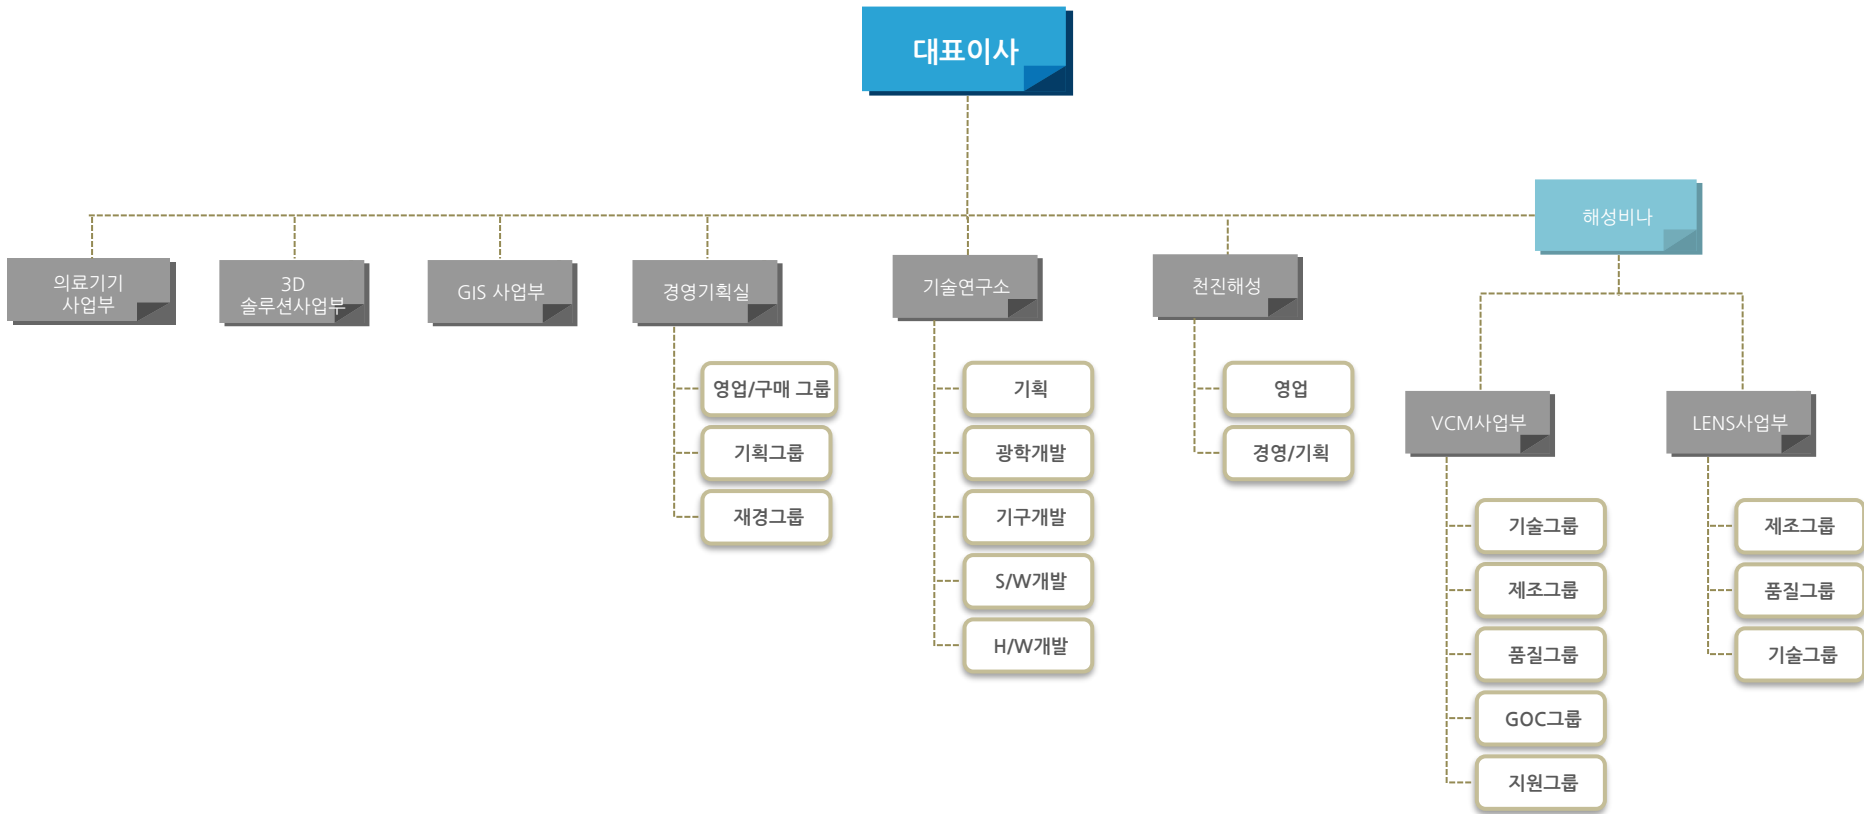 대표이사
해성비나
의료기기
사업부
3D
솔루션사업부
GIS 사업부
경영기획실
기술연구소
천진해성
영업/구매 그룹
기획그룹
재경그룹
기획
광학개발
기구개발
S/W개발
H/W개발
영업
경영/기획
VCM사업부
LENS사업부
기술그룹
제조그룹
품질그룹
GOC그룹
지원그룹
제조그룹
품질그룹
기술그룹